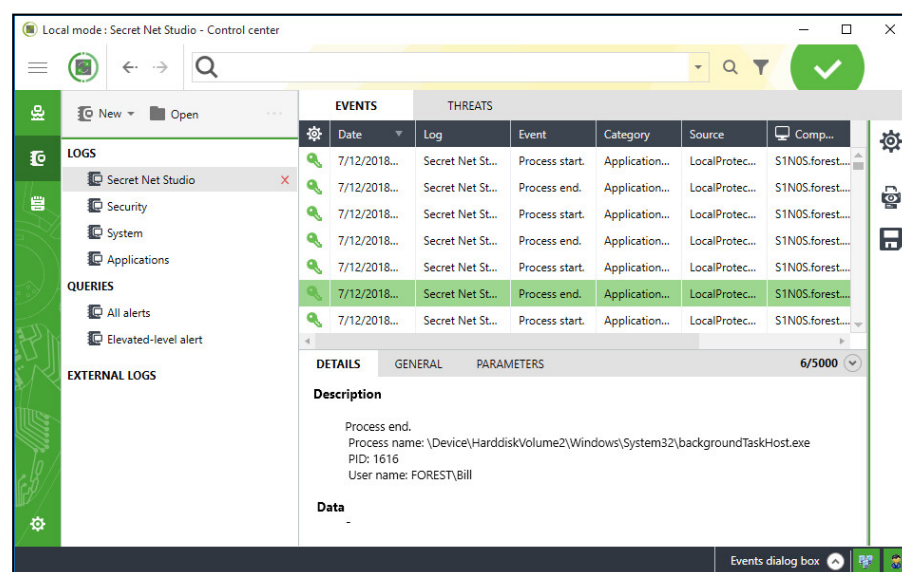 Local mode : Secret Net Studio - Control center
New
Open
...
LOGS
Secret Net Studio
Security
System
Applications
QUERIES
All alerts
Elevated-level alert
EXTERNAL LOGS
EVENTS THREATS
Date Log Event Category Source Comp...
7/12/2018... Secret Net St... Process start. Application... LocalProtec... S1N0S.forest....
7/12/2018... Secret Net St... Process end. Application... LocalProtec... S1N0S.forest....
7/12/2018... Secret Net St... Process start. Application... LocalProtec... S1N0S.forest....
7/12/2018... Secret Net St... Process end. Application... LocalProtec... S1N0S.forest....
7/12/2018... Secret Net St... Process start. Application... LocalProtec... S1N0S.forest....
7/12/2018... Secret Net St... Process end. Application... LocalProtec... S1N0S.forest....
7/12/2018... Secret Net St... Process start. Application... LocalProtec... S1N0S.forest....
DETAILS GENERAL PARAMETERS 6/5000
Description
Process end.
Process name: \Device\HarddiskVolume2\Windows\System32\backgroundTaskHost.exe
PID: 1616
User name: FOREST\Bill
Data
-
Events dialog box